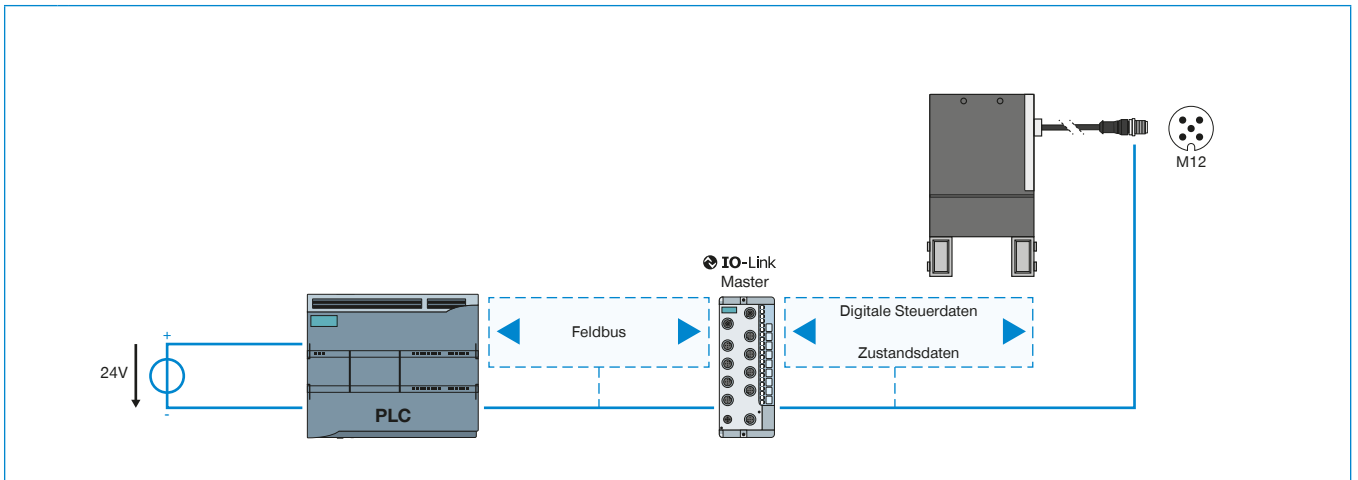 M12
IO-Link
Master
Digitale Steuerdaten
Feldbus
Zustandsdaten
+
24V
-
PLC